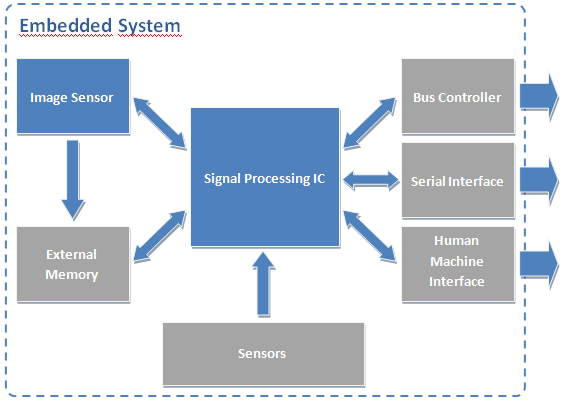 Embedded System
Image Sensor
Bus Controller
Signal Processing IC
Serial Interface
External
Memory
Human
Machine
Interface
Sensors